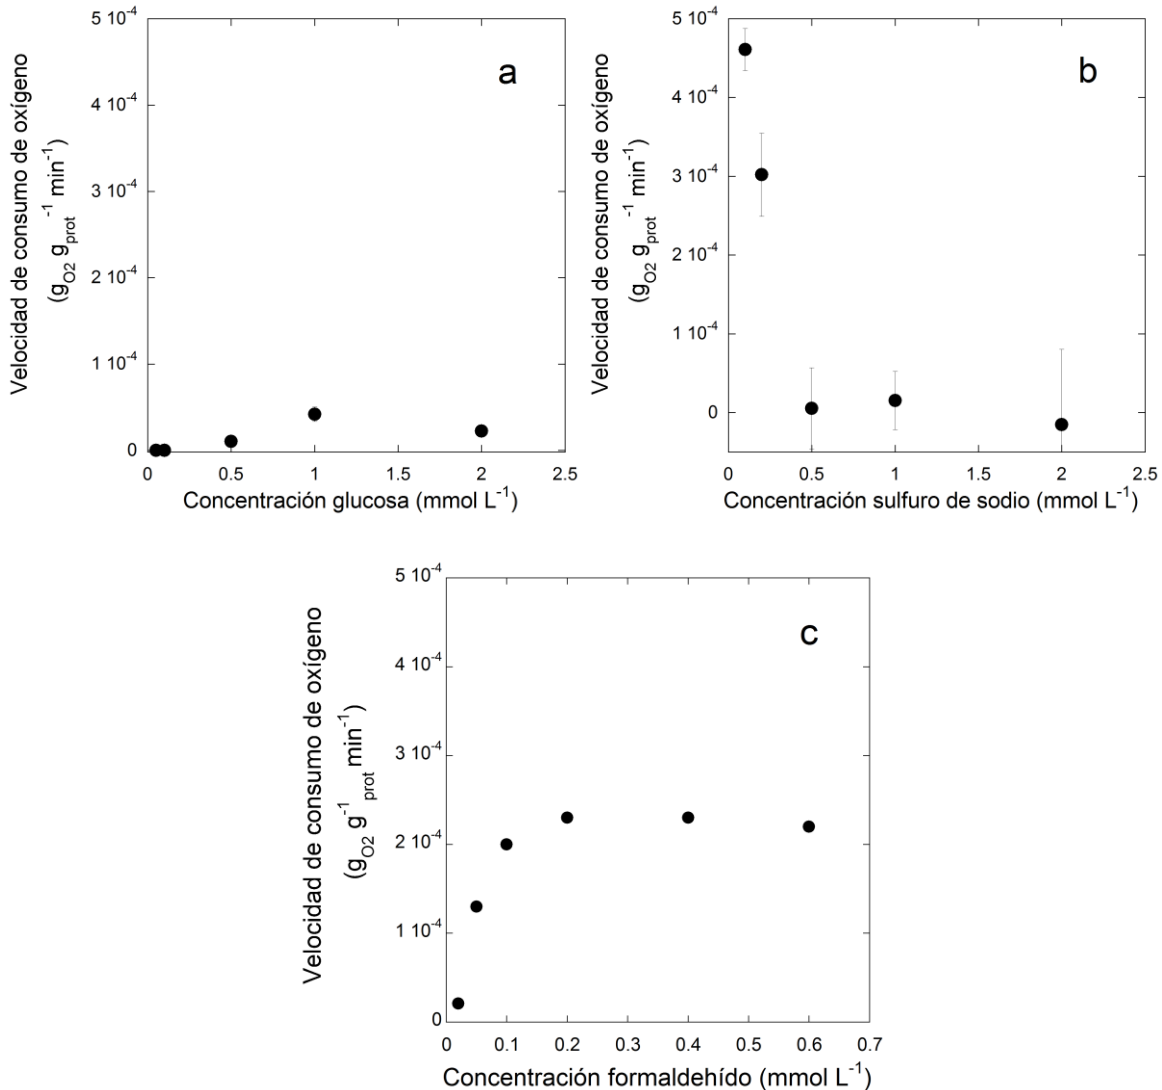 5 10⁻⁴
4 10⁻⁴
3 10⁻⁴
2 10⁻⁴
1 10⁻⁴
0
Velocidad de consumo de oxígeno
(g_O2 g_prot⁻¹ min⁻¹)
a
0 0.5 1 1.5 2 2.5
Concentración glucosa (mmol L⁻¹)
5 10⁻⁴
4 10⁻⁴
3 10⁻⁴
2 10⁻⁴
1 10⁻⁴
0
Velocidad de consumo de oxígeno
(g_O2 g_prot⁻¹ min⁻¹)
b
0 0.5 1 1.5 2 2.5
Concentración sulfuro de sodio (mmol L⁻¹)
5 10⁻⁴
4 10⁻⁴
3 10⁻⁴
2 10⁻⁴
1 10⁻⁴
0
Velocidad de consumo de oxígeno
(g_O2 g⁻¹_prot min⁻¹)
c
0 0.1 0.2 0.3 0.4 0.5 0.6 0.7
Concentración formaldehído (mmol L⁻¹)